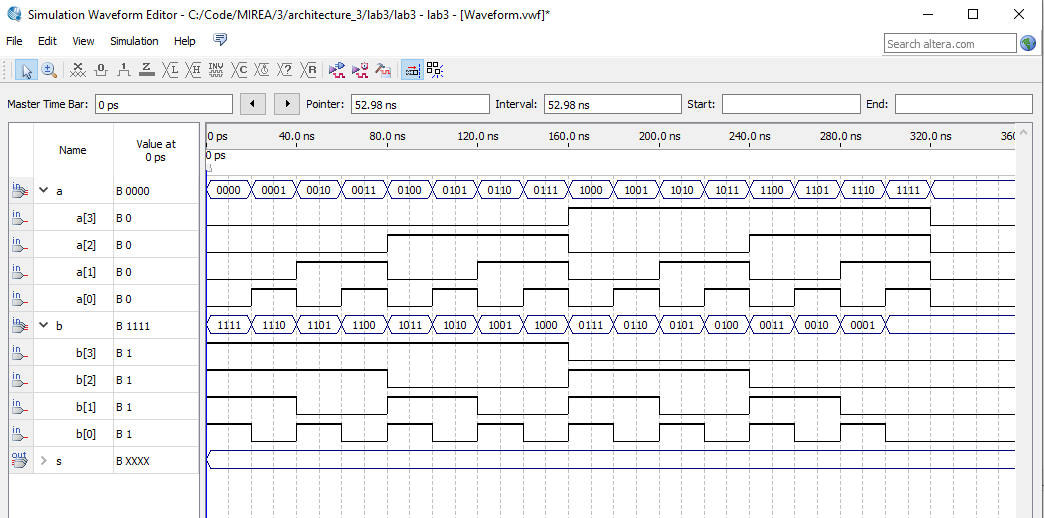 Simulation Waveform Editor - C:/Code/MIREA/3/architecture_3/lab3/lab3 - lab3 - [Waveform.vwf]*
File Edit View Simulation Help
Search altera.com
Master Time Bar: 0 ps Pointer: 52.98 ns Interval: 52.98 ns Start: End:
Name Value at 0 ps 0 ps 40.0 ns 80.0 ns 120.0 ns 160.0 ns 200.0 ns 240.0 ns 280.0 ns 320.0 ns 360
0 ps
in a B 0000 0000 0001 0010 0011 0100 0101 0110 0111 1000 1001 1010 1011 1100 1101 1110 1111
in a[3] B 0
in a[2] B 0
in a[1] B 0
in a[0] B 0
in b B 1111 1111 1110 1101 1100 1011 1010 1001 1000 0111 0110 0101 0100 0011 0010 0001
in b[3] B 1
in b[2] B 1
in b[1] B 1
in b[0] B 1
out s B XXXX